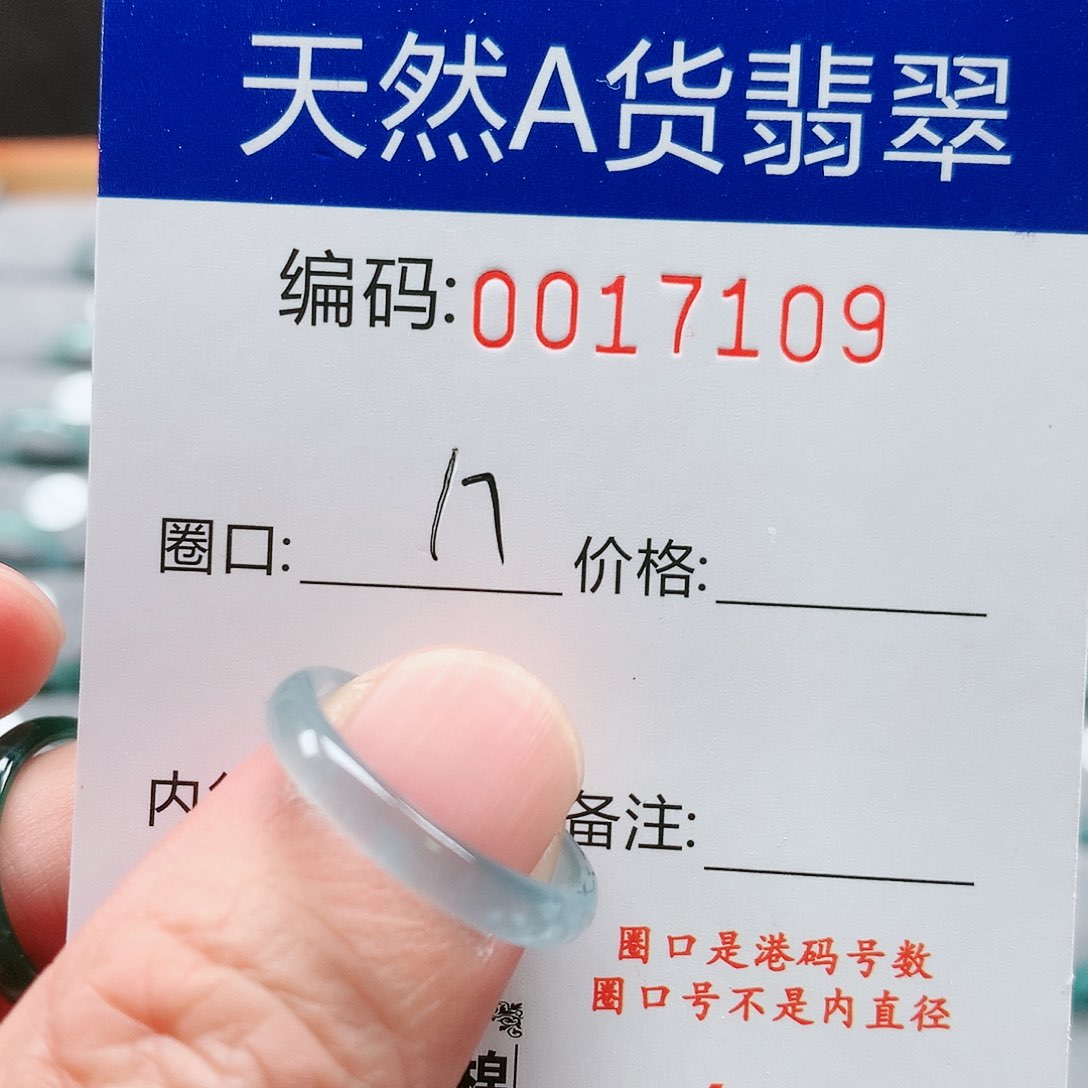 天然A货翡翠
编码:0017109
圈口: 17 价格:
内 备注:
圈口是港码号数
圈口号不是内直径